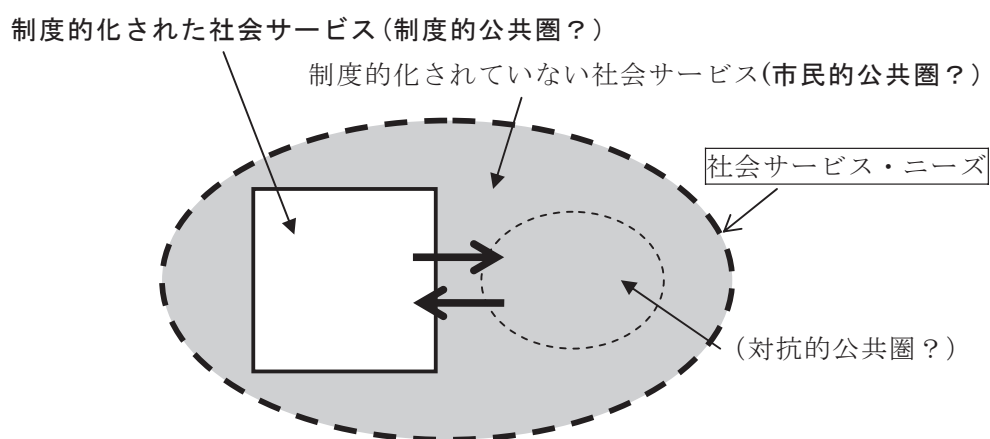 制度的化された社会サービス(制度的公共圏？)
制度的化されていない社会サービス(市民的公共圏？)
社会サービス・ニーズ
(対抗的公共圏？)